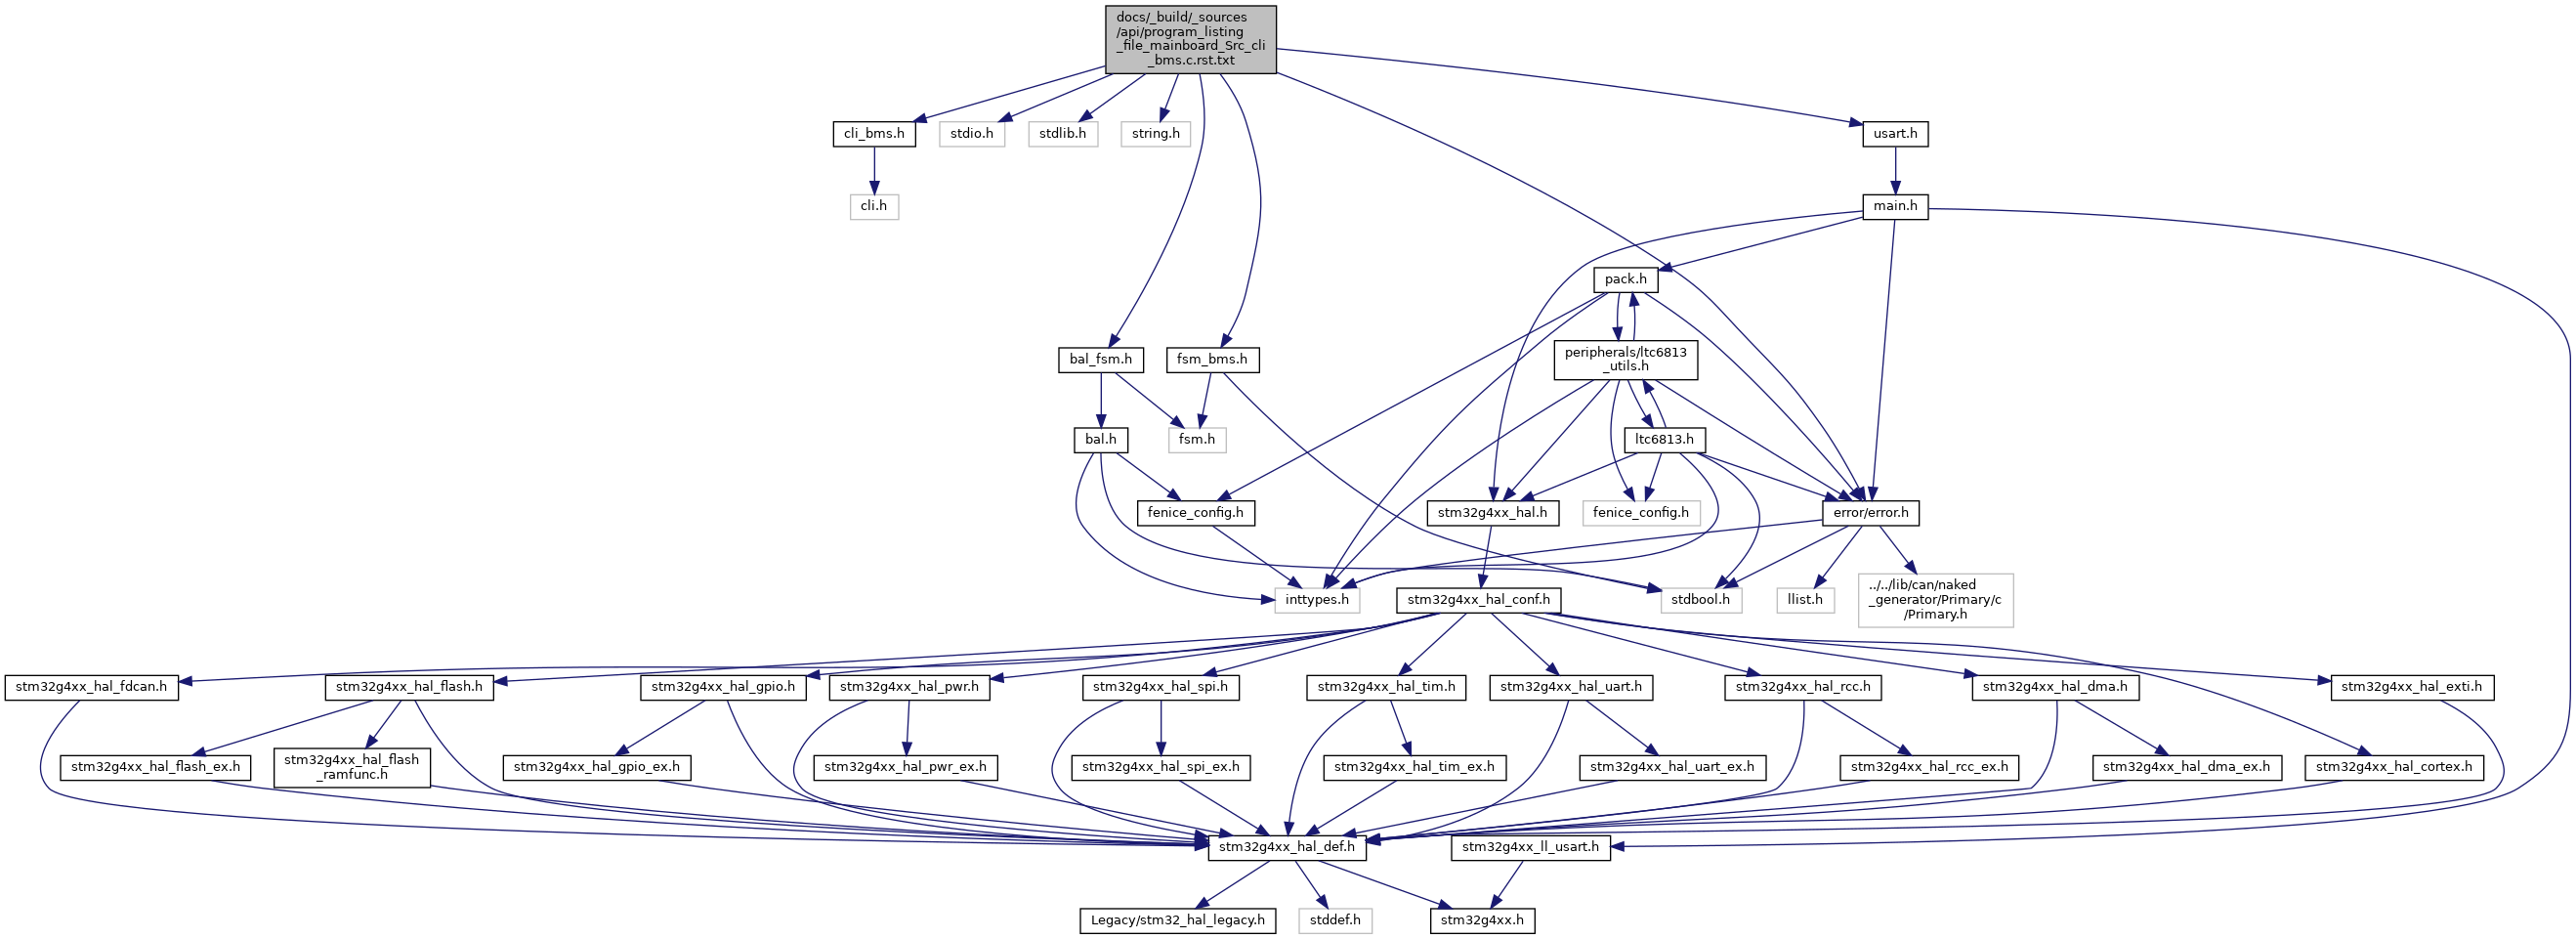 docs/_build/_sources
/api/program_listing
_file_mainboard_Src_cli
_bms.c.rst.txt
cli_bms.h
stdio.h
stdlib.h
string.h
usart.h
cli.h
main.h
pack.h
bal_fsm.h
fsm_bms.h
peripherals/ltc6813
_utils.h
bal.h
fsm.h
ltc6813.h
fenice_config.h
stm32g4xx_hal.h
fenice_config.h
error/error.h
inttypes.h
stm32g4xx_hal_conf.h
stdbool.h
llist.h
../../lib/can/naked
_generator/Primary/c
/Primary.h
stm32g4xx_hal_fdcan.h
stm32g4xx_hal_flash.h
stm32g4xx_hal_gpio.h
stm32g4xx_hal_pwr.h
stm32g4xx_hal_spi.h
stm32g4xx_hal_tim.h
stm32g4xx_hal_uart.h
stm32g4xx_hal_rcc.h
stm32g4xx_hal_dma.h
stm32g4xx_hal_exti.h
stm32g4xx_hal_flash_ex.h
stm32g4xx_hal_flash
_ramfunc.h
stm32g4xx_hal_gpio_ex.h
stm32g4xx_hal_pwr_ex.h
stm32g4xx_hal_spi_ex.h
stm32g4xx_hal_tim_ex.h
stm32g4xx_hal_uart_ex.h
stm32g4xx_hal_rcc_ex.h
stm32g4xx_hal_dma_ex.h
stm32g4xx_hal_cortex.h
stm32g4xx_hal_def.h
stm32g4xx_ll_usart.h
Legacy/stm32_hal_legacy.h
stddef.h
stm32g4xx.h